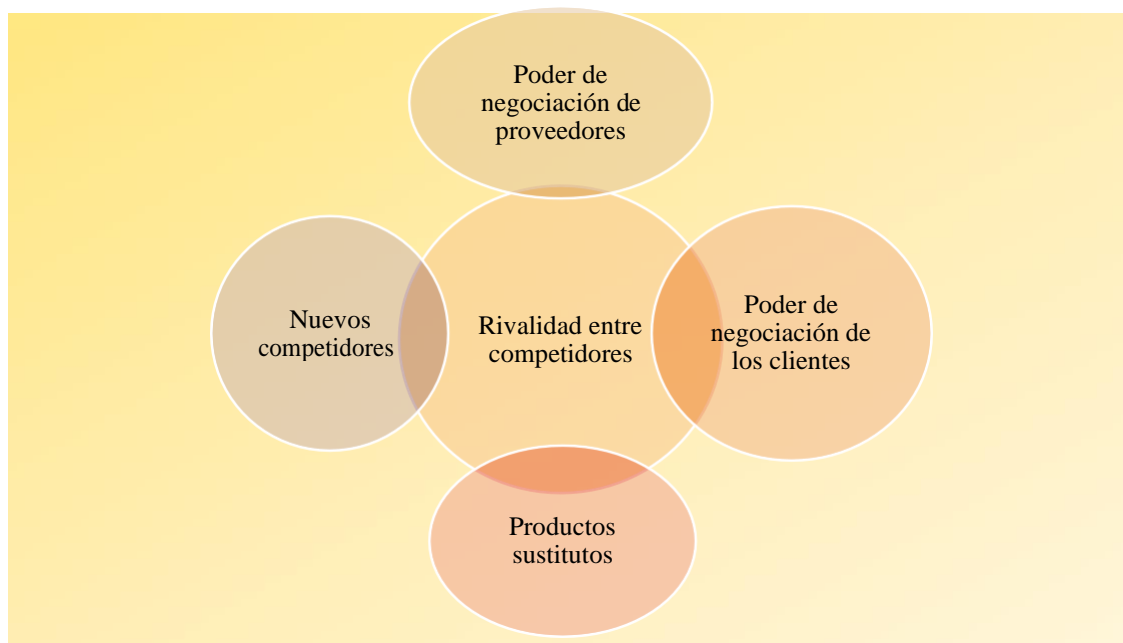 Poder de
negociación de
proveedores
Nuevos
competidores
Rivalidad entre
competidores
Poder de
negociación de
los clientes
Productos
sustitutos